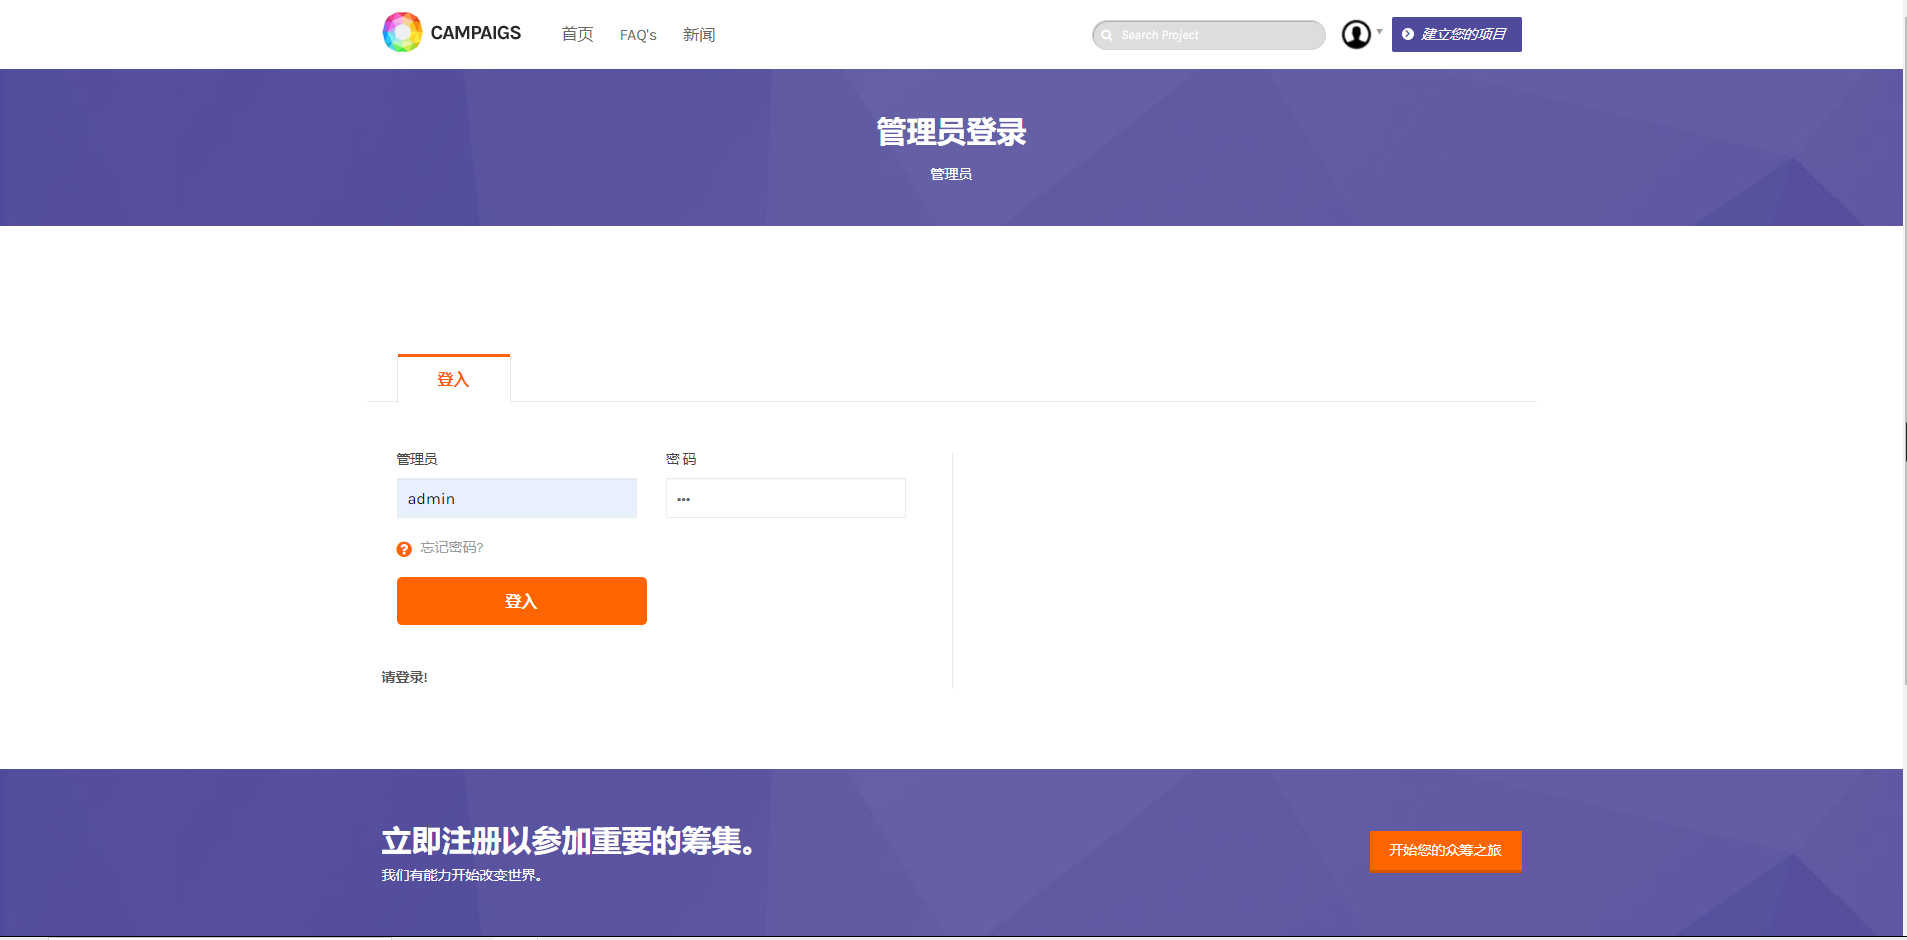 CAMPAIGS
首页 FAQ's 新闻
Search Project
建立您的项目
管理员登录
管理员
登入
管理员 密 码
admin •••
忘记密码?
登入
请登录!
立即注册以参加重要的筹集。
我们有能力开始改变世界。
开始您的众筹之旅